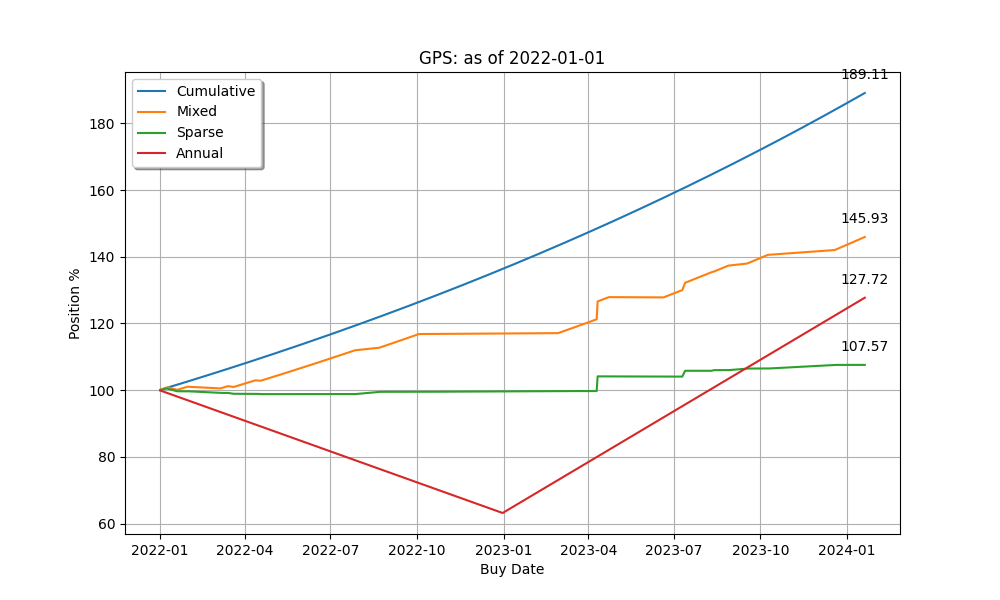 GPS: as of 2022-01-01
189.11
Cumulative
Mixed
Sparse
Annual
180
160
145.93
140
127.72
120
107.57
100
80
60
Position %
2022-01 2022-04 2022-07 2022-10 2023-01 2023-04 2023-07 2023-10 2024-01
Buy Date